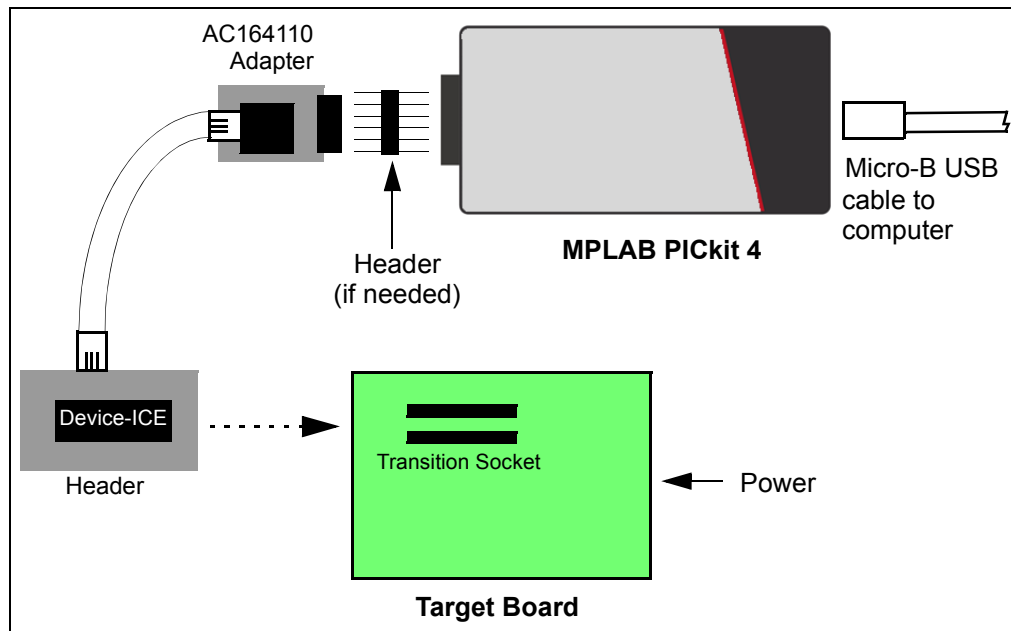 AC164110
Adapter
Micro-B USB
cable to
computer
MPLAB PICkit 4
Header
(if needed)
Device-ICE
Transition Socket
Header
Power
Target Board